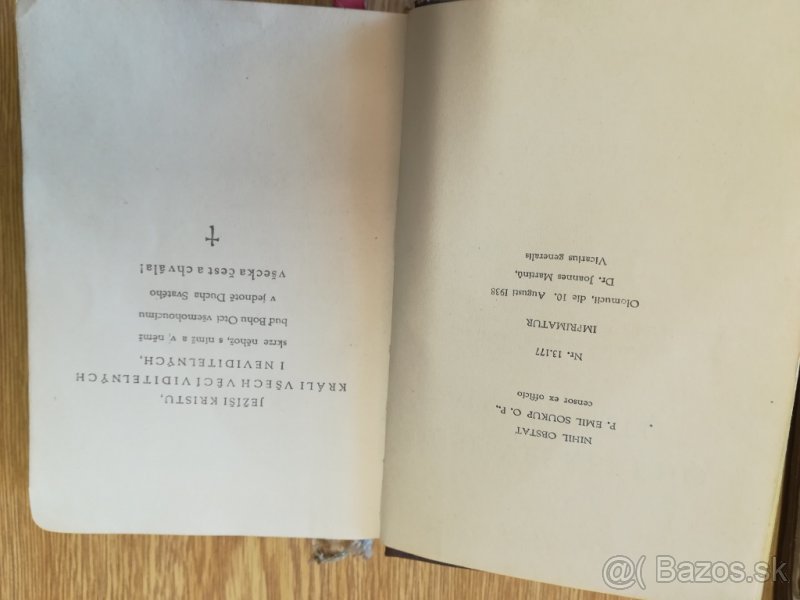 NIHIL OBSTAT
P. EMIL SOUKUP O. P.,
censor ex officio
Nr. 13.177
IMPRIMATUR
Olomucii, die 10. Augusti 1938
Dr. Joannes Martinů,
Vicarius generalis
JEŽÍŠI KRISTU,
KRÁLI VŠECH VĚCÍ VIDITELNÝCH
I NEVIDITELNÝCH,
skrze něhož, s nímž a v němž
buď Bohu Otci všemohoucímu
v jednotě Ducha Svatého
všecka čest a chvála!
@ Bazos.sk